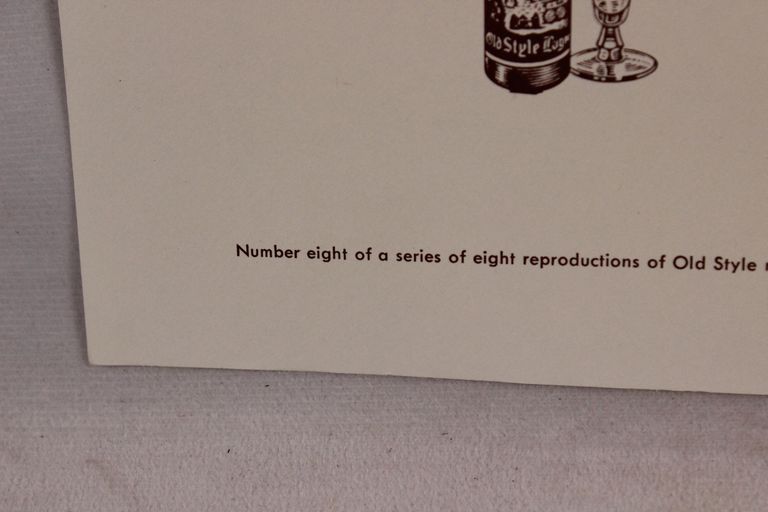 Old Style Lager
Number eight of a series of eight reproductions of Old Style